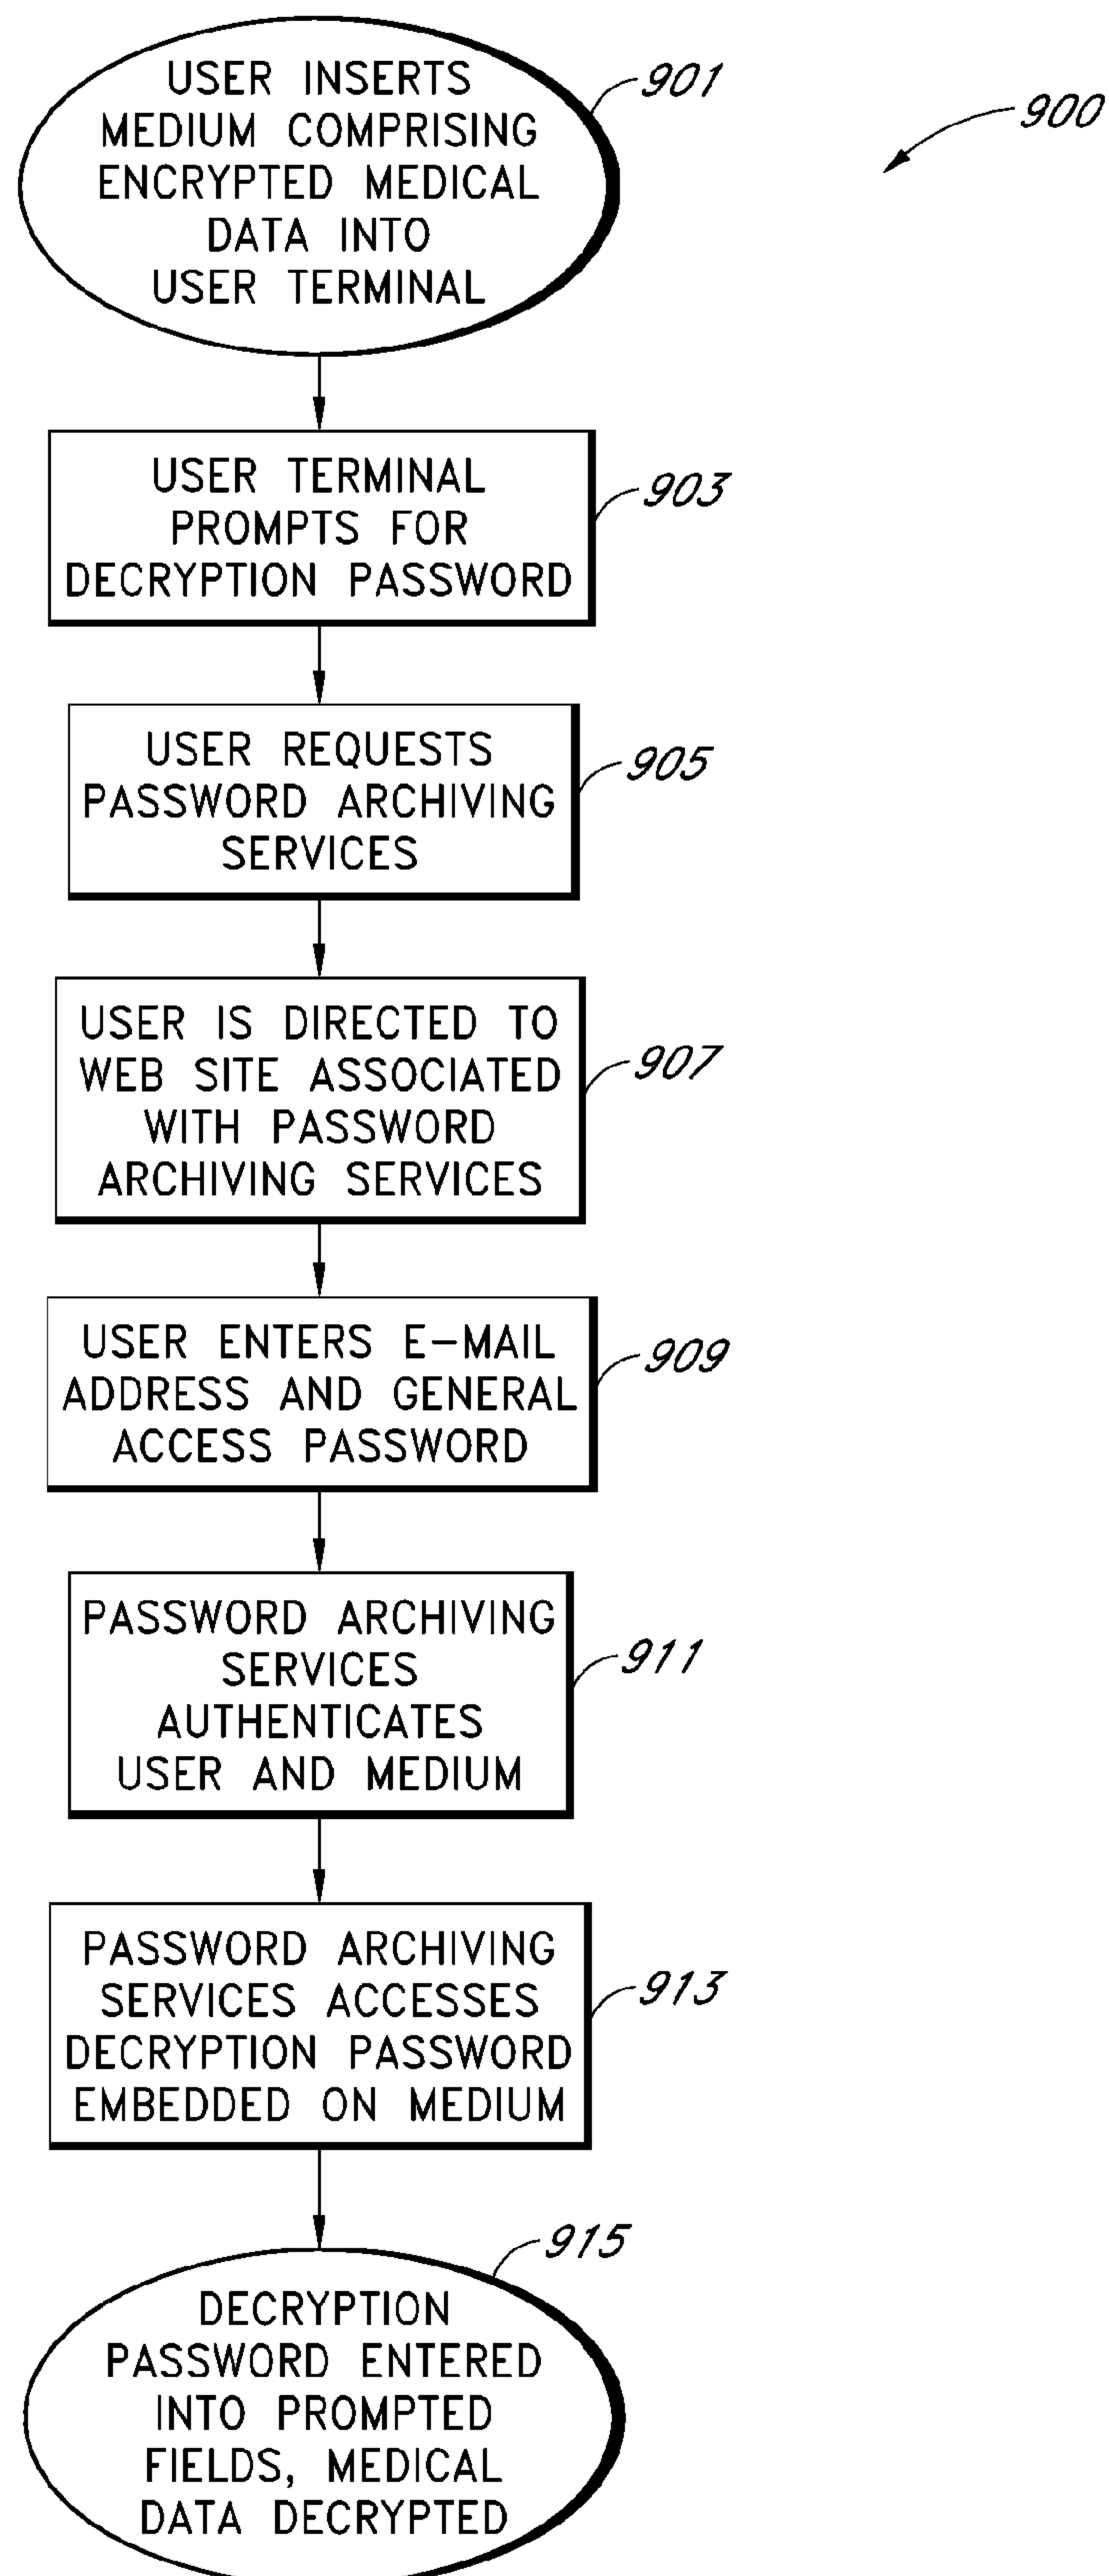 USER INSERTS
MEDIUM COMPRISING
ENCRYPTED MEDICAL
DATA INTO
USER TERMINAL
901
900
USER TERMINAL
PROMPTS FOR
DECRYPTION PASSWORD
903
USER REQUESTS
PASSWORD ARCHIVING
SERVICES
905
USER IS DIRECTED TO
WEB SITE ASSOCIATED
WITH PASSWORD
ARCHIVING SERVICES
907
USER ENTERS E-MAIL
ADDRESS AND GENERAL
ACCESS PASSWORD
909
PASSWORD ARCHIVING
SERVICES
AUTHENTICATES
USER AND MEDIUM
911
PASSWORD ARCHIVING
SERVICES ACCESSES
DECRYPTION PASSWORD
EMBEDDED ON MEDIUM
913
DECRYPTION
PASSWORD ENTERED
INTO PROMPTED
FIELDS, MEDICAL
DATA DECRYPTED
915